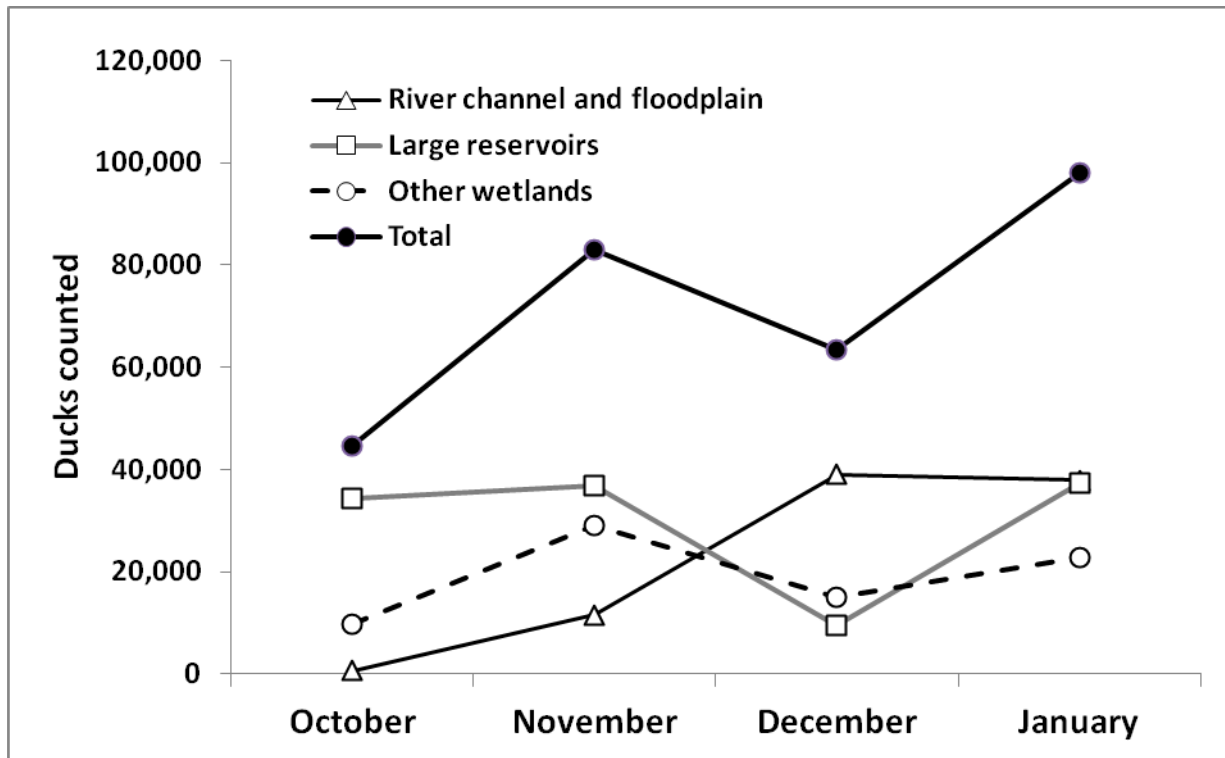 120,000
100,000
80,000
60,000
40,000
20,000
0
Ducks counted
River channel and floodplain
Large reservoirs
Other wetlands
Total
October November December January